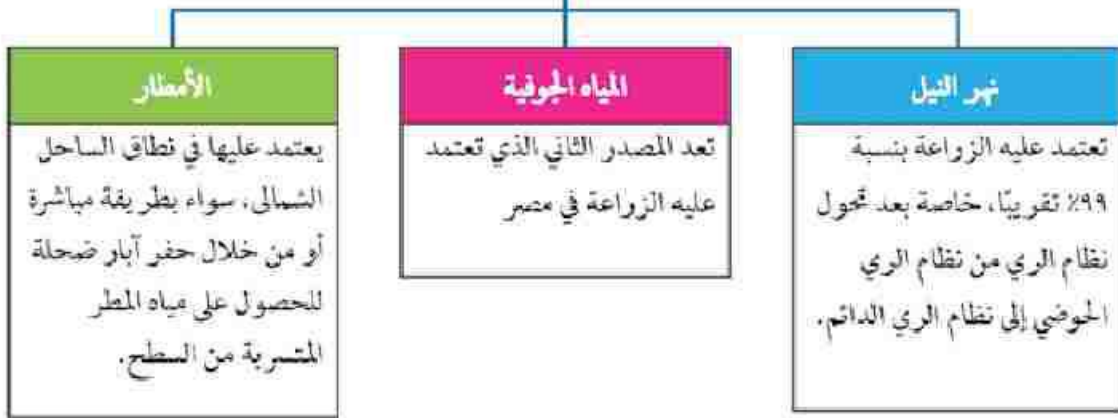 نهر النيل
تعتمد عليه الزراعة بنسبة
٩٩٪ تقريبًا، خاصة بعد تحول
نظام الري من نظام الري
الحوضي إلى نظام الري الدائم.
المياه الجوفية
تعد المصدر الثاني الذي تعتمد
عليه الزراعة في مصر
الأمطار
يعتمد عليها في نطاق الساحل
الشمالى، سواء بطريقة مباشرة
أو من خلال حفر آبار ضحلة
للحصول على مياه المطر
المتسربة من السطح.